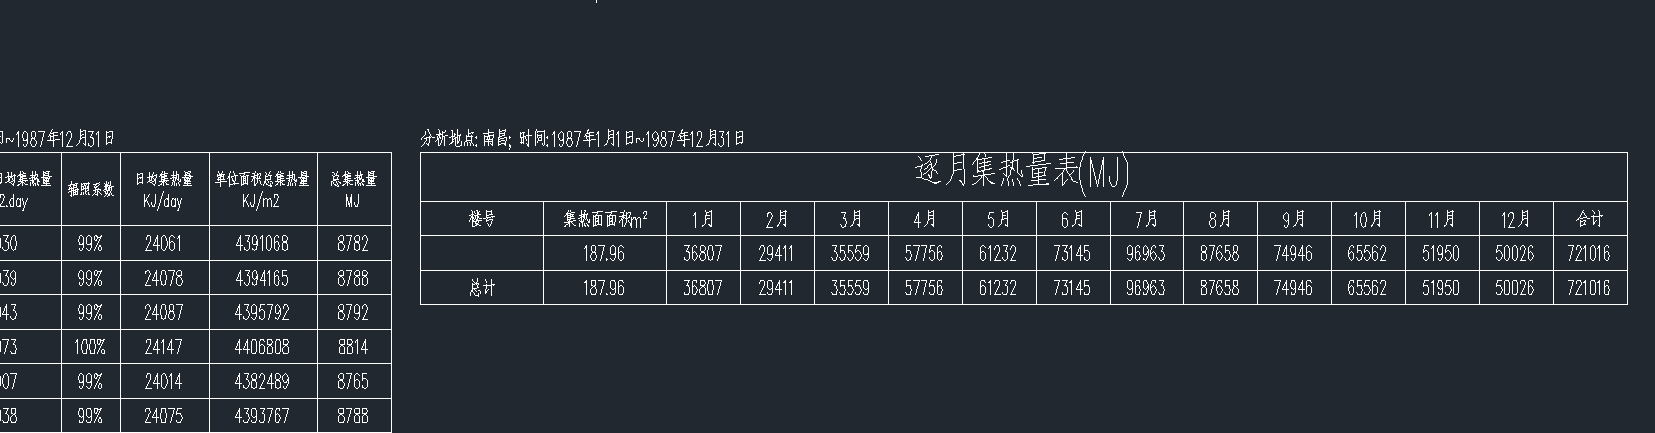 日~1987年12月31日
日均集热量 辐照系数 日均集热量 单位面积总集热量 总集热量
2.day KJ/day KJ/m2 MJ
030 99% 24061 4391068 8782
039 99% 24078 4394165 8788
043 99% 24087 4395792 8792
073 100% 24147 4406808 8814
007 99% 24014 4382489 8765
038 99% 24075 4393767 8788
分析地点:南昌; 时间:1987年1月1日~1987年12月31日
逐月集热量表(MJ)
楼号 集热面面积m² 1月 2月 3月 4月 5月 6月 7月 8月 9月 10月 11月 12月 合计
187.96 36807 29411 35559 57756 61232 73145 96963 87658 74946 65562 51950 50026 721016
总计 187.96 36807 29411 35559 57756 61232 73145 96963 87658 74946 65562 51950 50026 721016